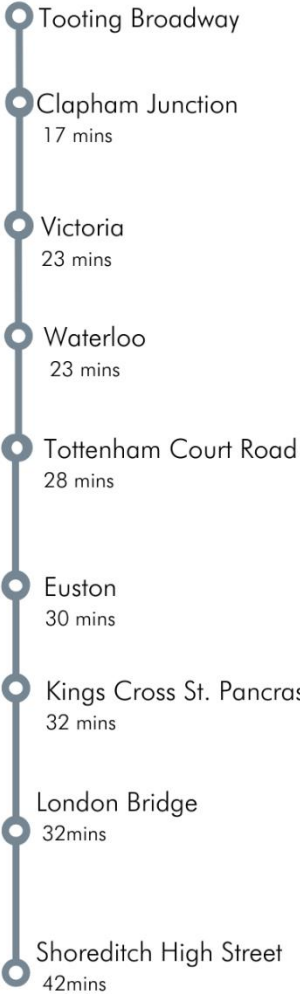 Tooting Broadway
Clapham Junction
17 mins
Victoria
23 mins
Waterloo
23 mins
Tottenham Court Road
28 mins
Euston
30 mins
Kings Cross St. Pancras
32 mins
London Bridge
32mins
Shoreditch High Street
42mins